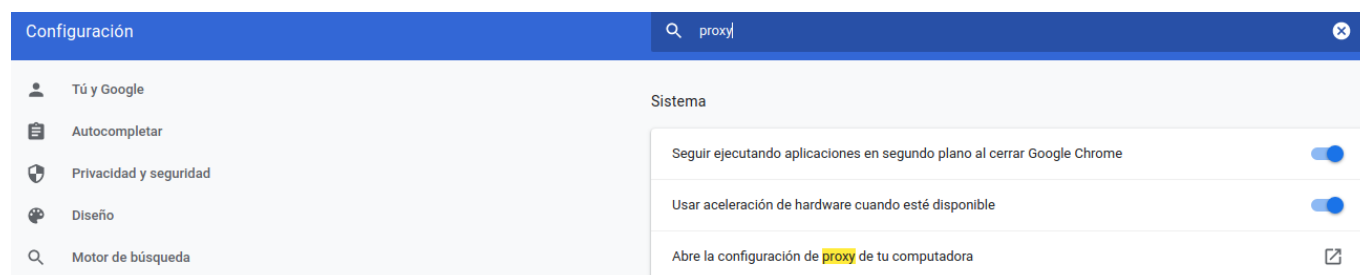 Configuración
proxy
Tú y Google
Autocompletar
Privacidad y seguridad
Diseño
Motor de búsqueda
Sistema
Seguir ejecutando aplicaciones en segundo plano al cerrar Google Chrome
Usar aceleración de hardware cuando esté disponible
Abre la configuración de proxy de tu computadora